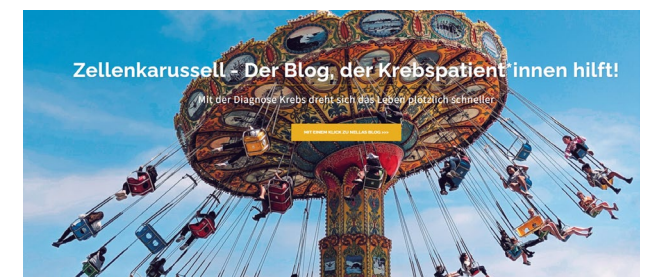 Zellenkarussell - Der Blog, der Krebspatient*innen hilft!
Mit der Diagnose Krebs dreht sich das Leben plötzlich schneller
MIT EINEM KLICK ZU NELLAS BLOG >>>